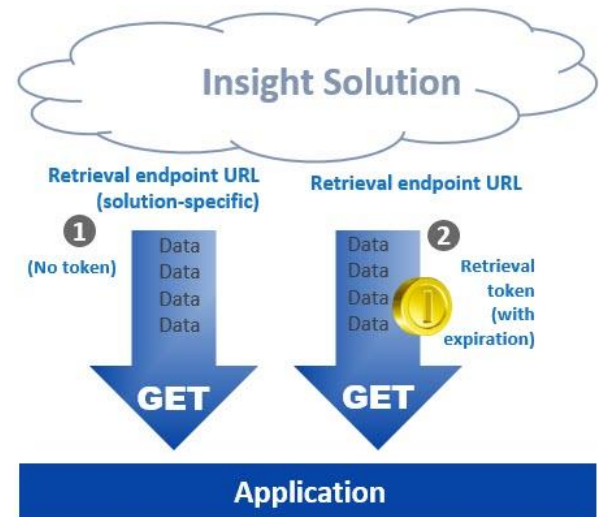 Insight Solution
Retrieval endpoint URL
(solution-specific)
Retrieval endpoint URL
1
(No token)
Data
Data
Data
Data
GET
Data
Data
Data
Data
GET
2
Retrieval
token
(with
expiration)
Application